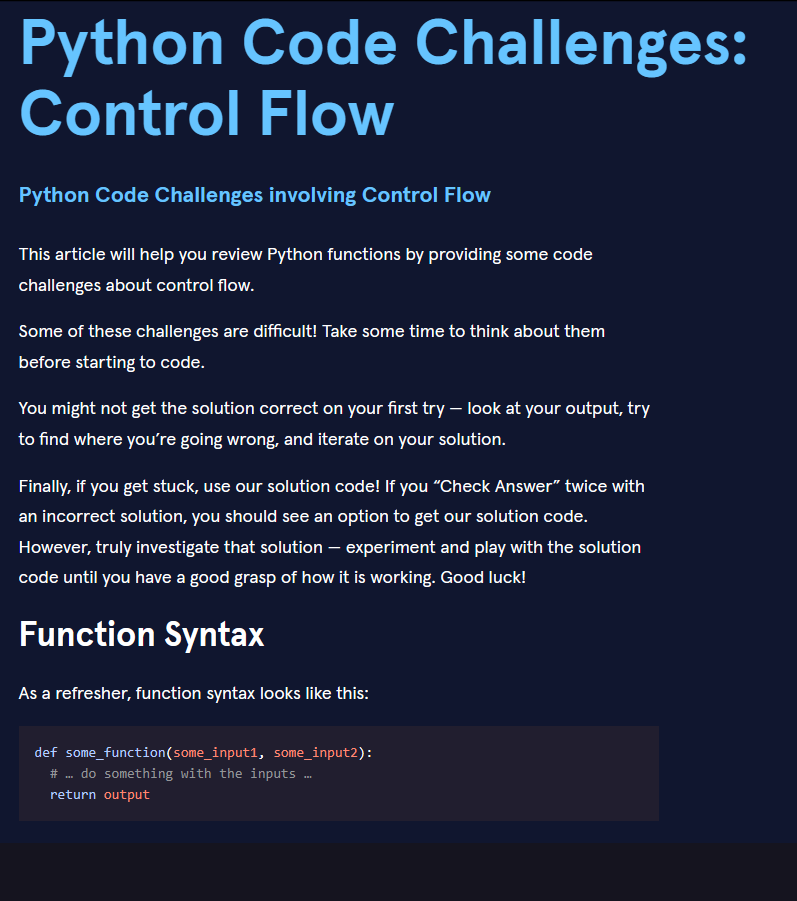 Python Code Challenges:
Control Flow
Python Code Challenges involving Control Flow
This article will help you review Python functions by providing some code
challenges about control flow.
Some of these challenges are difficult! Take some time to think about them
before starting to code.
You might not get the solution correct on your first try — look at your output, try
to find where you’re going wrong, and iterate on your solution.
Finally, if you get stuck, use our solution code! If you “Check Answer” twice with
an incorrect solution, you should see an option to get our solution code.
However, truly investigate that solution — experiment and play with the solution
code until you have a good grasp of how it is working. Good luck!
Function Syntax
As a refresher, function syntax looks like this:
def some_function(some_input1, some_input2):
  # … do something with the inputs …
  return output